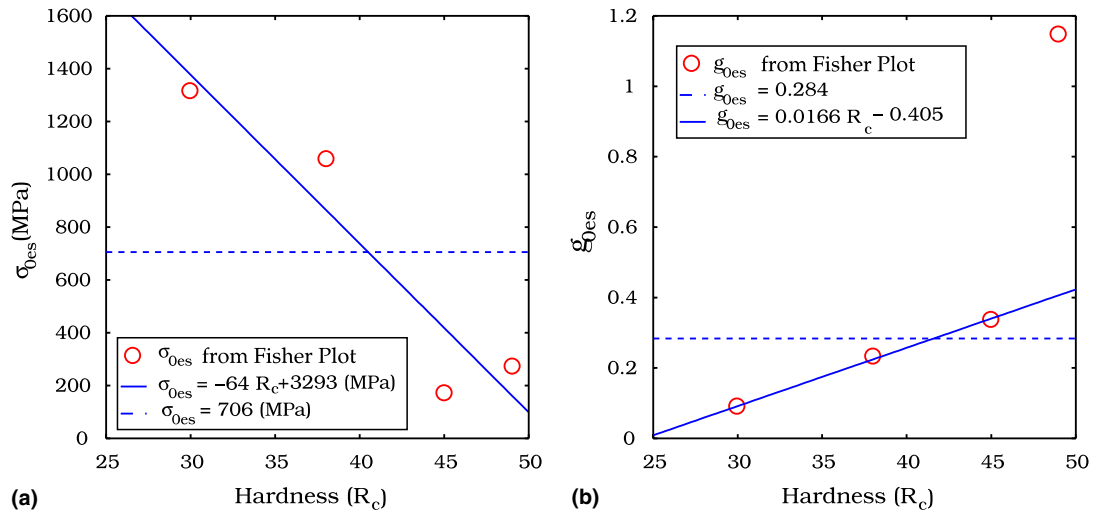 1600
1400
1200
1000
800
600
400
200
0
σ0es(MPa)
σ0es from Fisher Plot
σ0es = −64 Rc+3293 (MPa)
σ0es = 706 (MPa)
25 30 35 40 45 50
(a) Hardness (Rc)
1.2
1
0.8
0.6
0.4
0.2
0
g0es
g0es from Fisher Plot
g0es = 0.284
g0es = 0.0166 Rc − 0.405
25 30 35 40 45 50
(b) Hardness (Rc)